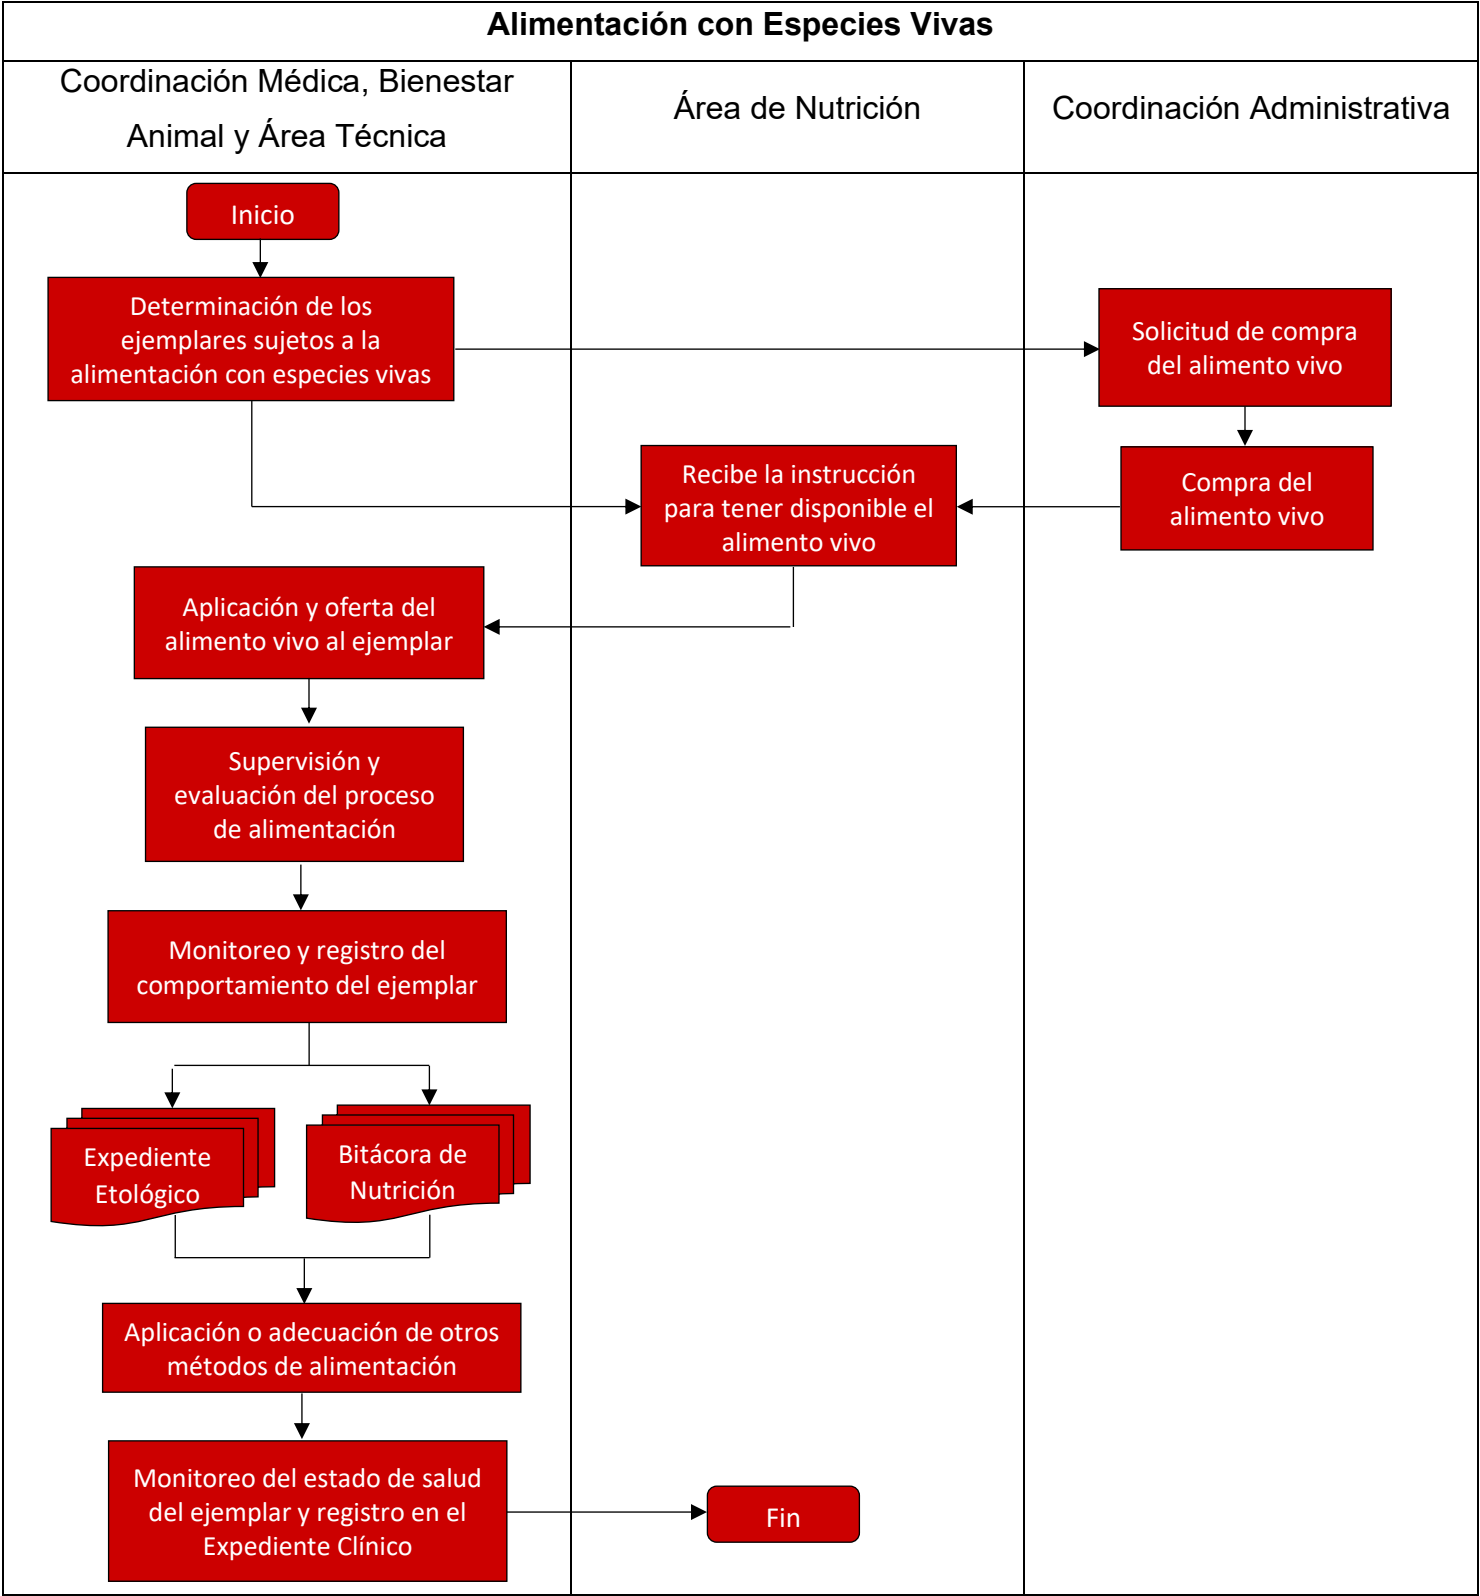 Alimentación con Especies Vivas
Coordinación Médica, Bienestar
Animal y Área Técnica
Área de Nutrición
Coordinación Administrativa
Inicio
Determinación de los
ejemplares sujetos a la
alimentación con especies vivas
Solicitud de compra
del alimento vivo
Recibe la instrucción
para tener disponible el
alimento vivo
Compra del
alimento vivo
Aplicación y oferta del
alimento vivo al ejemplar
Supervisión y
evaluación del proceso
de alimentación
Monitoreo y registro del
comportamiento del ejemplar
Expediente
Etológico
Bitácora de
Nutrición
Aplicación o adecuación de otros
métodos de alimentación
Monitoreo del estado de salud
del ejemplar y registro en el
Expediente Clínico
Fin